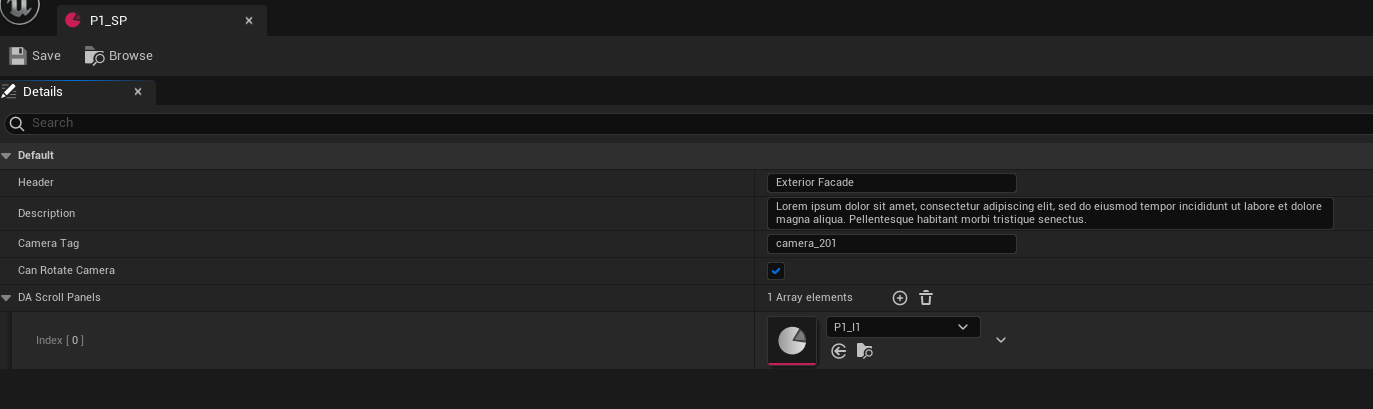 P1_SP
Save
Browse
Details
Search
Default
Header
Exterior Facade
Description
Lorem ipsum dolor sit amet, consectetur adipiscing elit, sed do eiusmod tempor incididunt ut labore et dolore
magna aliqua. Pellentesque habitant morbi tristique senectus.
Camera Tag
camera_201
Can Rotate Camera
DA Scroll Panels
1 Array elements
Index [ 0 ]
P1_I1